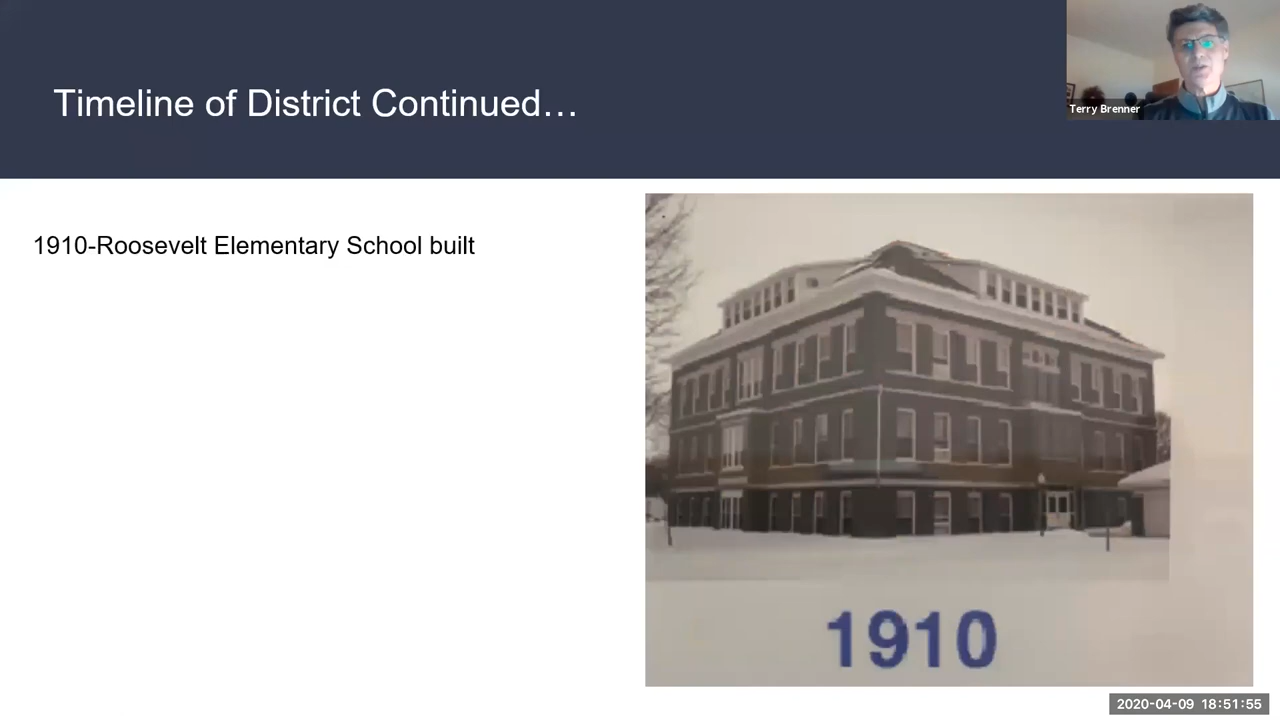 Timeline of District Continued…
Terry Brenner
1910-Roosevelt Elementary School built
1910
2020-04-09 18:51:55